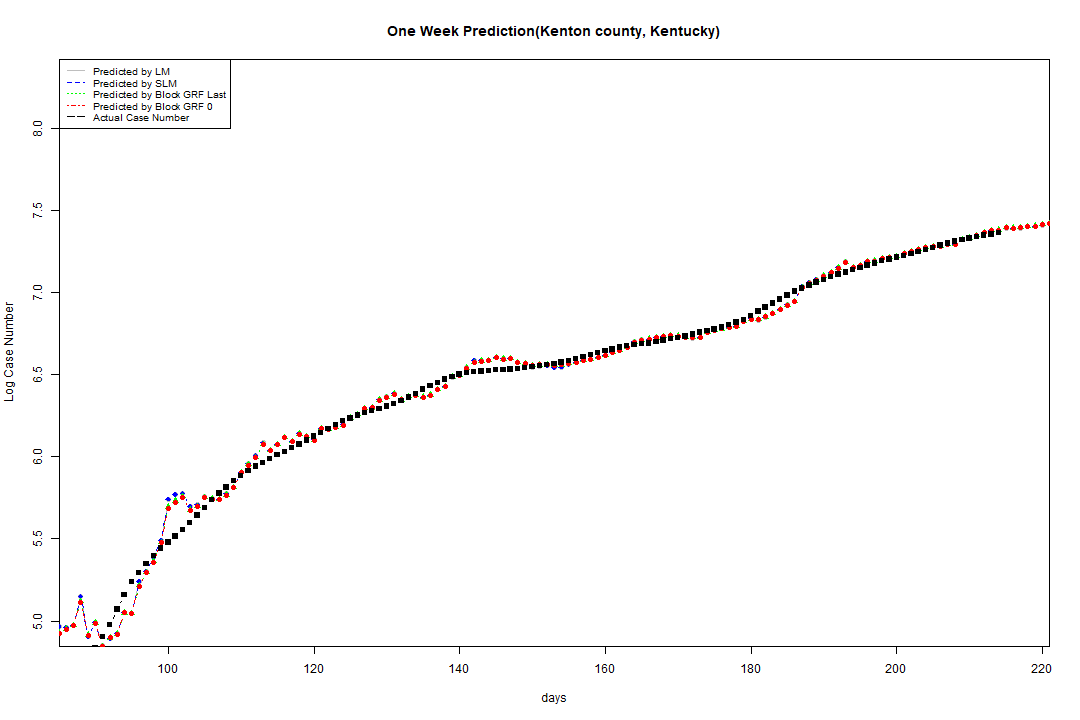 One Week Prediction(Kenton county, Kentucky)
Predicted by LM
Predicted by SLM
Predicted by Block GRF Last
Predicted by Block GRF 0
Actual Case Number
8.0
7.5
7.0
6.5
6.0
5.5
5.0
Log Case Number
100 120 140 160 180 200 220
days